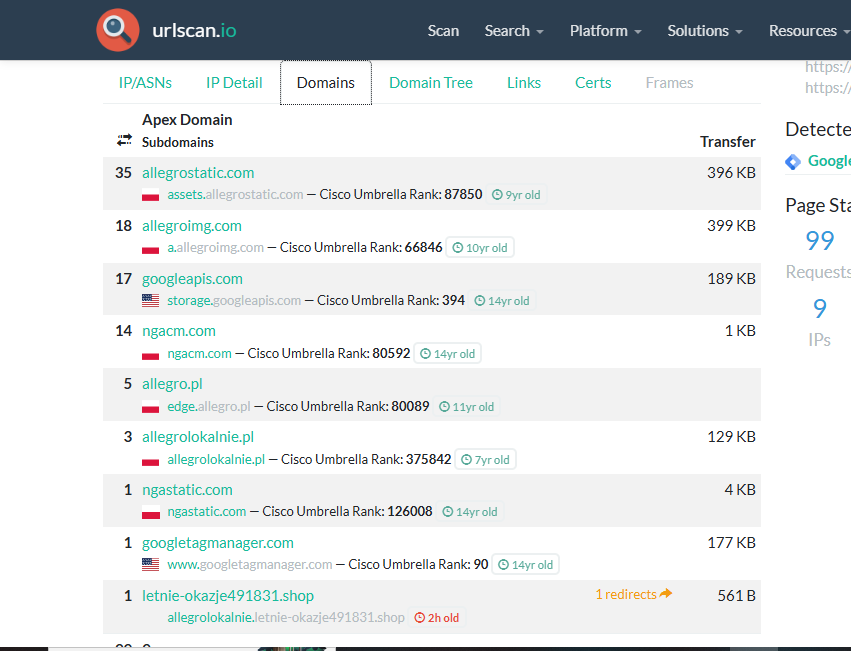 urlscan.io
Scan Search Platform Solutions Resources
IP/ASNs IP Detail Domains Domain Tree Links Certs Frames
https:/
https:/
Apex Domain
Subdomains Transfer
35 allegrostatic.com 396 KB
assets.allegrostatic.com — Cisco Umbrella Rank: 87850 9yr old
18 allegroimg.com 399 KB
a.allegroimg.com — Cisco Umbrella Rank: 66846 10yr old
17 googleapis.com 189 KB
storage.googleapis.com — Cisco Umbrella Rank: 394 14yr old
14 ngacm.com 1 KB
ngacm.com — Cisco Umbrella Rank: 80592 14yr old
5 allegro.pl
edge.allegro.pl — Cisco Umbrella Rank: 80089 11yr old
3 allegrolokalnie.pl 129 KB
allegrolokalnie.pl — Cisco Umbrella Rank: 375842 7yr old
1 ngastatic.com 4 KB
ngastatic.com — Cisco Umbrella Rank: 126008 14yr old
1 googletagmanager.com 177 KB
www.googletagmanager.com — Cisco Umbrella Rank: 90 14yr old
1 letnie-okazje491831.shop 1 redirects 561 B
allegrolokalnie.letnie-okazje491831.shop 2h old
Detecte
Google
Page Sta
99
Requests
9
IPs